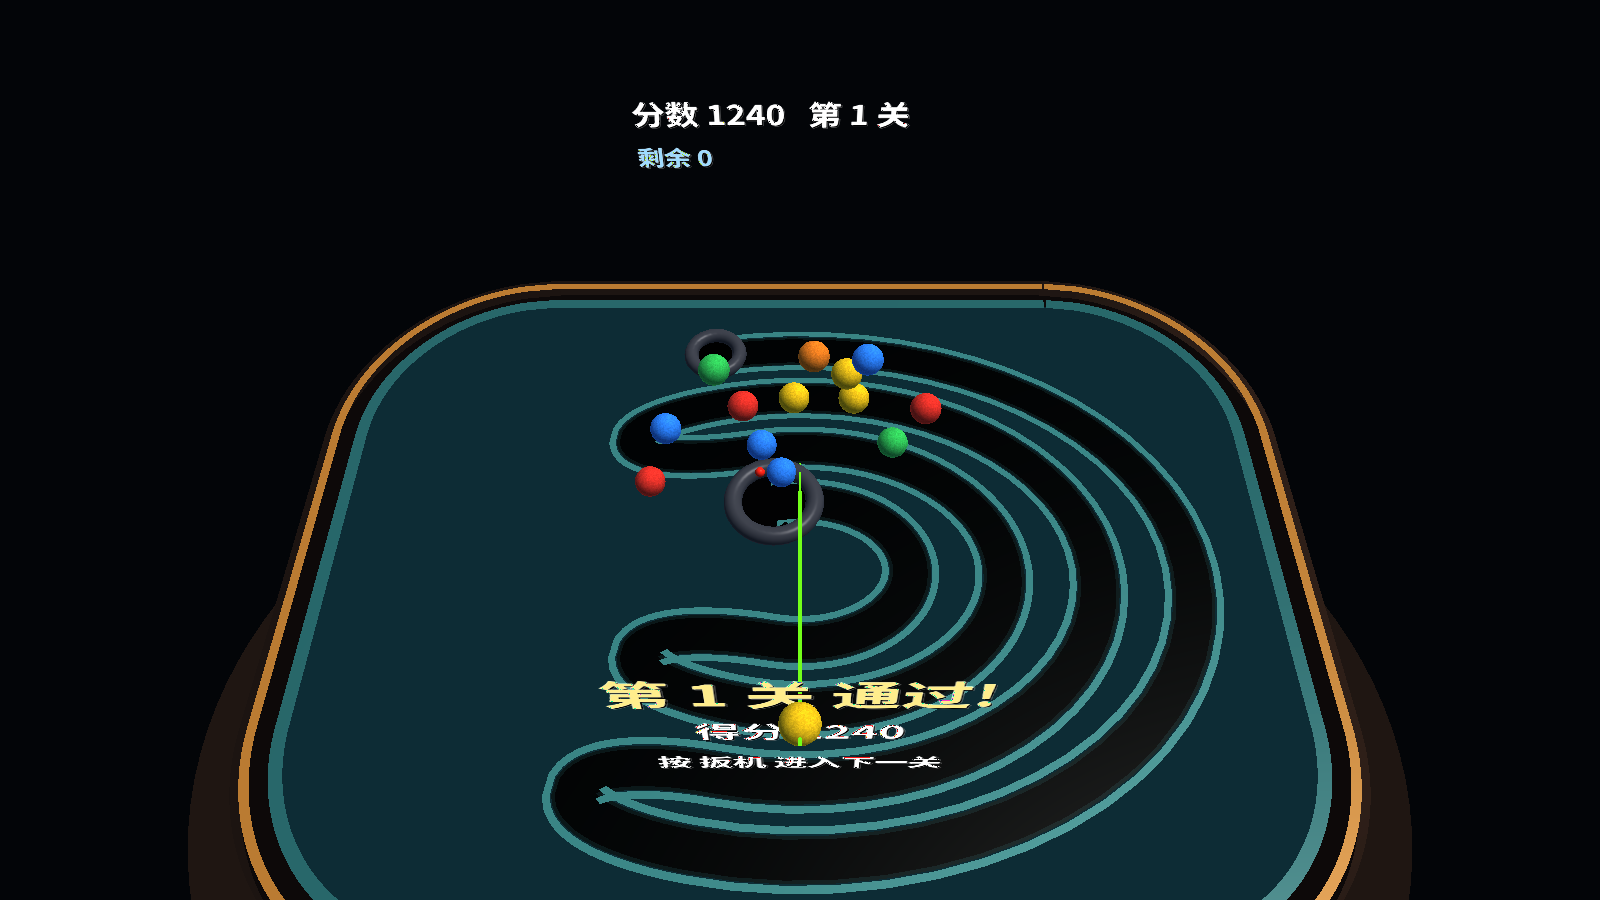 分数 1240 第 1 关
剩余 0
第 1 关 通过!
得分 1240
按 扳机 进入下一关